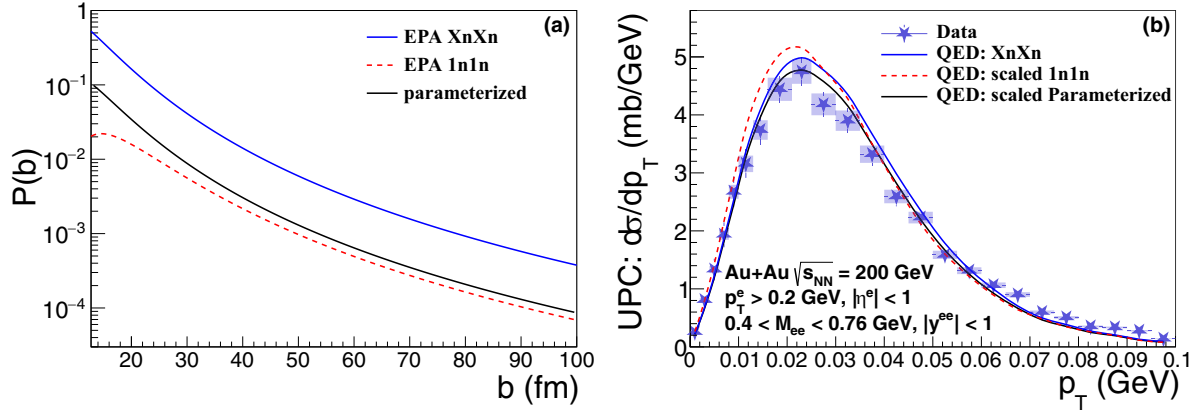 (a)
EPA XnXn
EPA 1n1n
parameterized
P(b)
1
10⁻¹
10⁻²
10⁻³
10⁻⁴
20 30 40 50 60 70 80 90 100
b (fm)
(b)
Data
QED: XnXn
QED: scaled 1n1n
QED: scaled Parameterized
UPC: dσ/dp_T (mb/GeV)
5
4
3
2
1
0
Au+Au √s_NN = 200 GeV
p_T^e > 0.2 GeV, |η^e| < 1
0.4 < M_ee < 0.76 GeV, |y^ee| < 1
0 0.01 0.02 0.03 0.04 0.05 0.06 0.07 0.08 0.09 0.1
p_T (GeV)